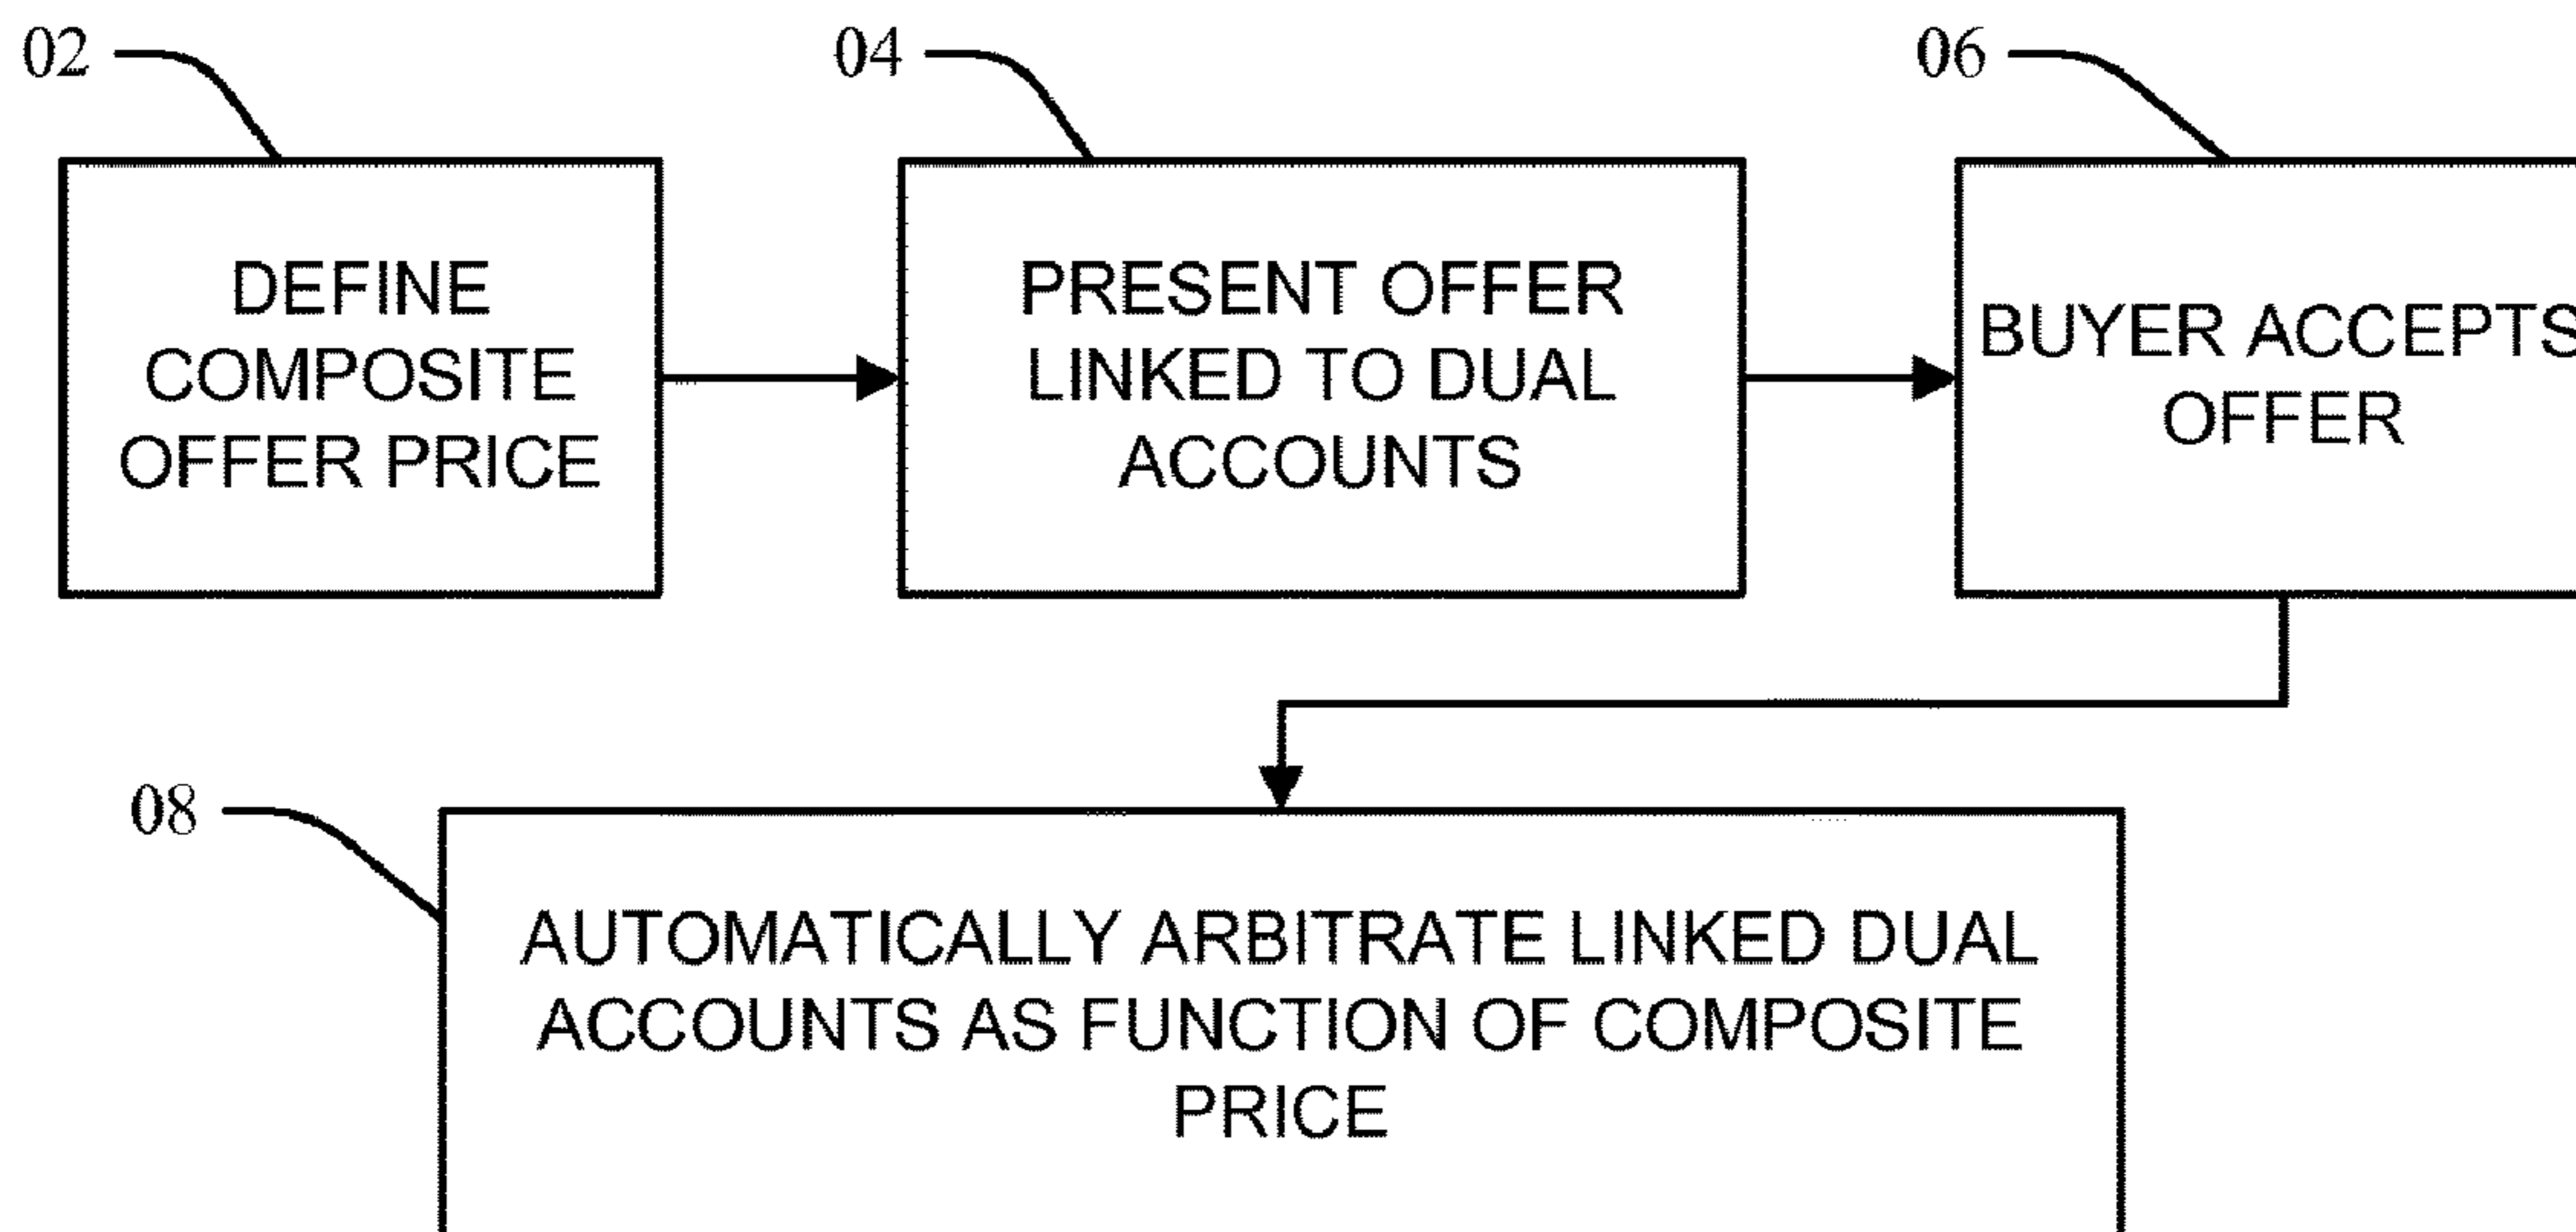 02
04
06
DEFINE
COMPOSITE
OFFER PRICE
PRESENT OFFER
LINKED TO DUAL
ACCOUNTS
BUYER ACCEPTS
OFFER
08
AUTOMATICALLY ARBITRATE LINKED DUAL
ACCOUNTS AS FUNCTION OF COMPOSITE
PRICE